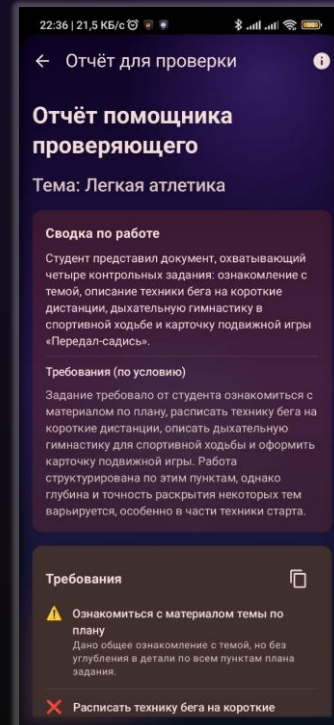 22:36 | 21,5 КБ/с
← Отчёт для проверки
Отчёт помощника
проверяющего
Тема: Легкая атлетика
Сводка по работе
Студент представил документ, охватывающий
четыре контрольных задания: ознакомление с
темой, описание техники бега на короткие
дистанции, дыхательную гимнастику в
спортивной ходьбе и карточку подвижной игры
«Передал-садись».
Требования (по условию)
Задание требовало от студента ознакомиться с
материалом по плану, расписать технику бега на
короткие дистанции, описать дыхательную
гимнастику для спортивной ходьбы и оформить
карточку подвижной игры. Работа
структурирована по этим пунктам, однако
глубина и точность раскрытия некоторых тем
варьируется, особенно в части техники старта.
Требования
Ознакомиться с материалом темы по
плану
Дано общее ознакомление с темой, но без
углубления в детали по всем пунктам плана
задания.
Расписать технику бега на короткие